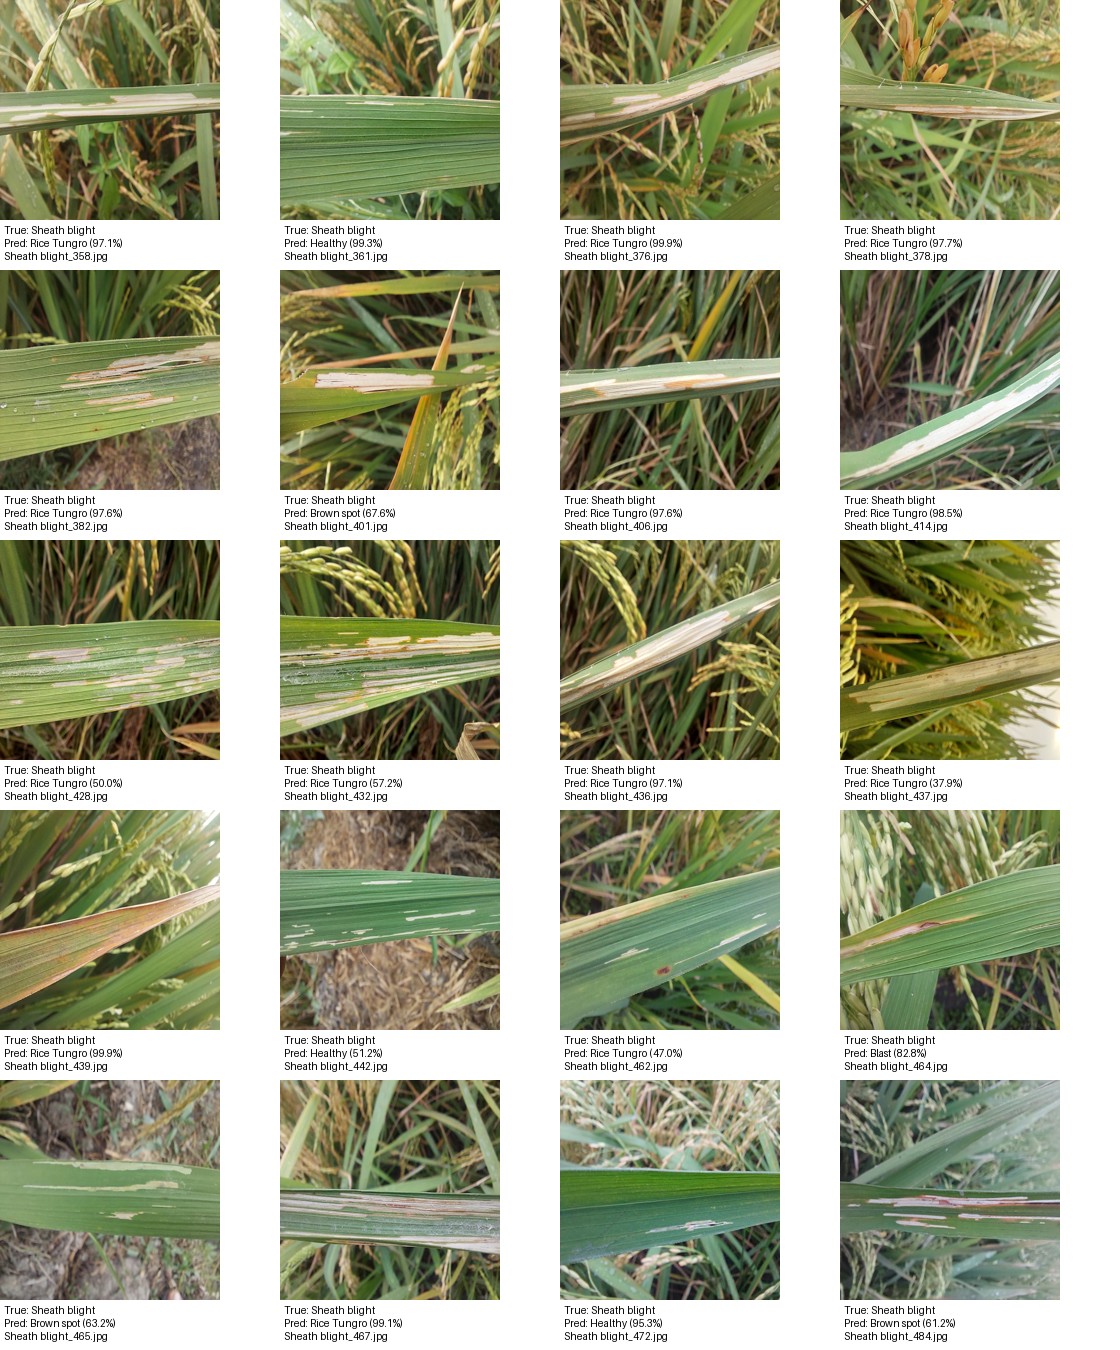 True: Sheath blight
Pred: Rice Tungro (97.1%)
Sheath blight_358.jpg
True: Sheath blight
Pred: Healthy (99.3%)
Sheath blight_361.jpg
True: Sheath blight
Pred: Rice Tungro (99.9%)
Sheath blight_376.jpg
True: Sheath blight
Pred: Rice Tungro (97.7%)
Sheath blight_378.jpg
True: Sheath blight
Pred: Rice Tungro (97.6%)
Sheath blight_382.jpg
True: Sheath blight
Pred: Brown spot (67.6%)
Sheath blight_401.jpg
True: Sheath blight
Pred: Rice Tungro (97.6%)
Sheath blight_406.jpg
True: Sheath blight
Pred: Rice Tungro (98.5%)
Sheath blight_414.jpg
True: Sheath blight
Pred: Rice Tungro (50.0%)
Sheath blight_428.jpg
True: Sheath blight
Pred: Rice Tungro (57.2%)
Sheath blight_432.jpg
True: Sheath blight
Pred: Rice Tungro (97.1%)
Sheath blight_436.jpg
True: Sheath blight
Pred: Rice Tungro (37.9%)
Sheath blight_437.jpg
True: Sheath blight
Pred: Rice Tungro (99.9%)
Sheath blight_439.jpg
True: Sheath blight
Pred: Healthy (51.2%)
Sheath blight_442.jpg
True: Sheath blight
Pred: Rice Tungro (47.0%)
Sheath blight_462.jpg
True: Sheath blight
Pred: Blast (82.8%)
Sheath blight_464.jpg
True: Sheath blight
Pred: Brown spot (63.2%)
Sheath blight_465.jpg
True: Sheath blight
Pred: Rice Tungro (99.1%)
Sheath blight_467.jpg
True: Sheath blight
Pred: Healthy (95.3%)
Sheath blight_472.jpg
True: Sheath blight
Pred: Brown spot (61.2%)
Sheath blight_484.jpg